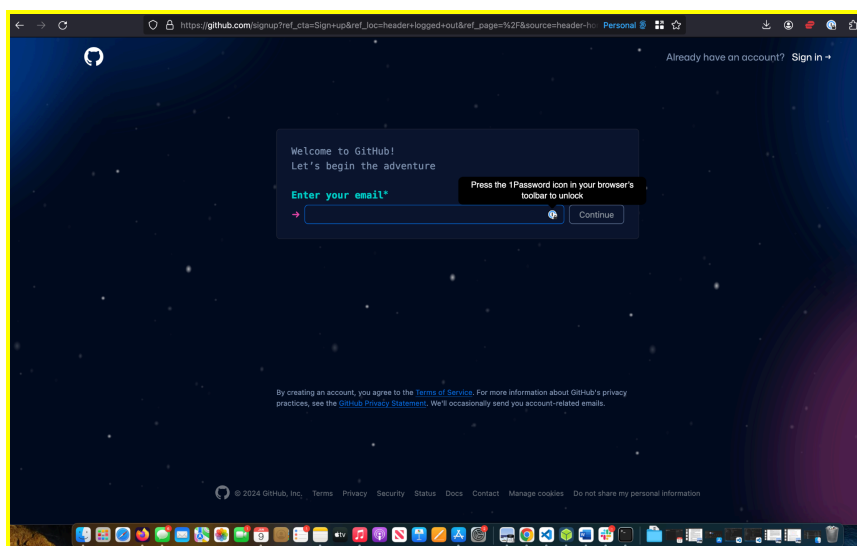 https://github.com/signup?ref_cta=Sign+up&ref_loc=header+logged+out&ref_page=%2F&source=header-ho Personal
Already have an account? Sign in →
Welcome to GitHub!
Let's begin the adventure
Press the 1Password icon in your browser's
toolbar to unlock
Enter your email*
→ Continue
By creating an account, you agree to the Terms of Service. For more information about GitHub's privacy
practices, see the GitHub Privacy Statement. We'll occasionally send you account-related emails.
© 2024 GitHub, Inc. Terms Privacy Security Status Docs Contact Manage cookies Do not share my personal information
9 tv